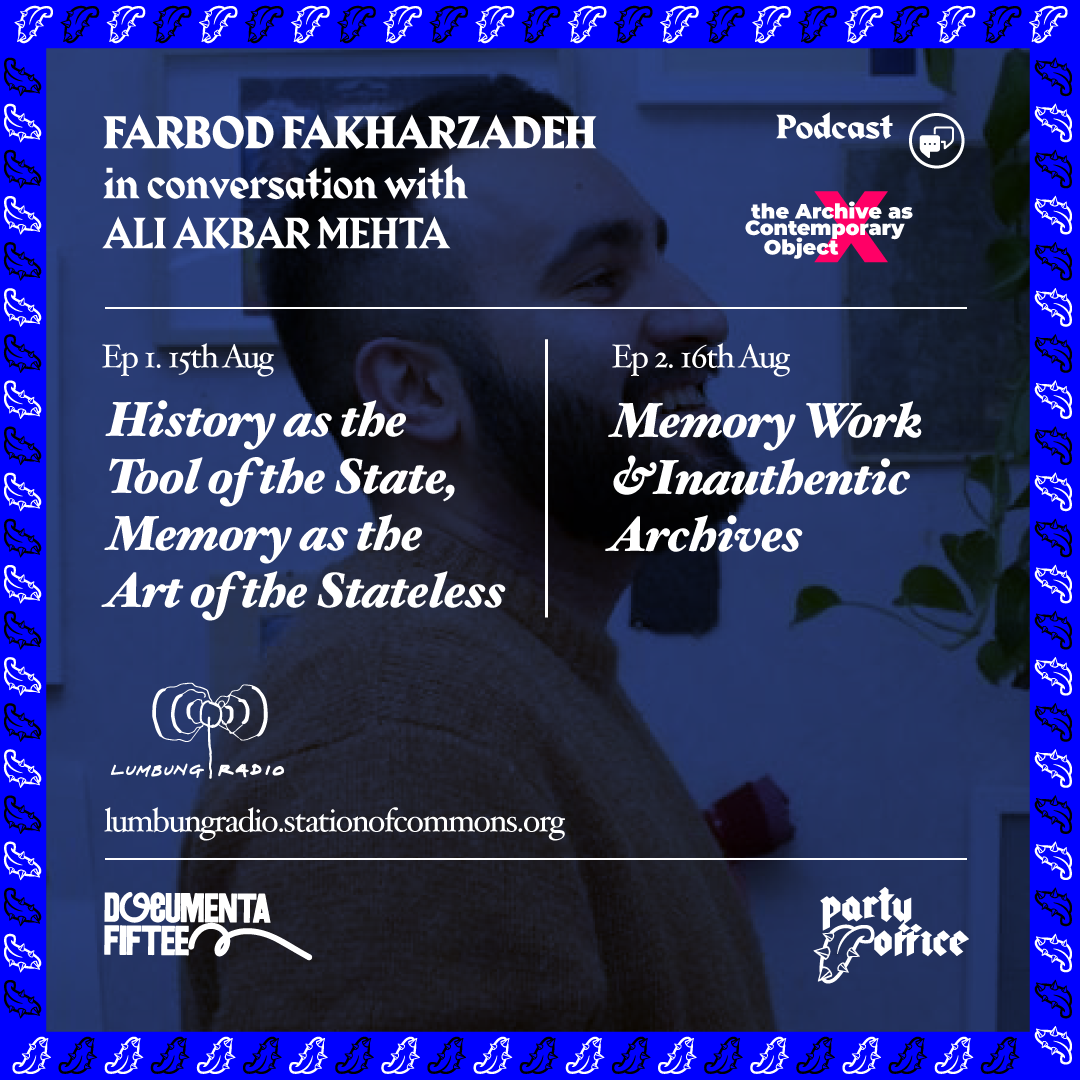 FARBOD FAKHARZADEH
in conversation with
ALI AKBAR MEHTA
Podcast
the Archive as
Contemporary
Object
X
Ep 1. 15th Aug
History as the
Tool of the State,
Memory as the
Art of the Stateless
Ep 2. 16th Aug
Memory Work
&Inauthentic
Archives
LUMBUNG RADIO
lumbungradio.stationofcommons.org
DOCUMENTA
FIFTEEN
party
office